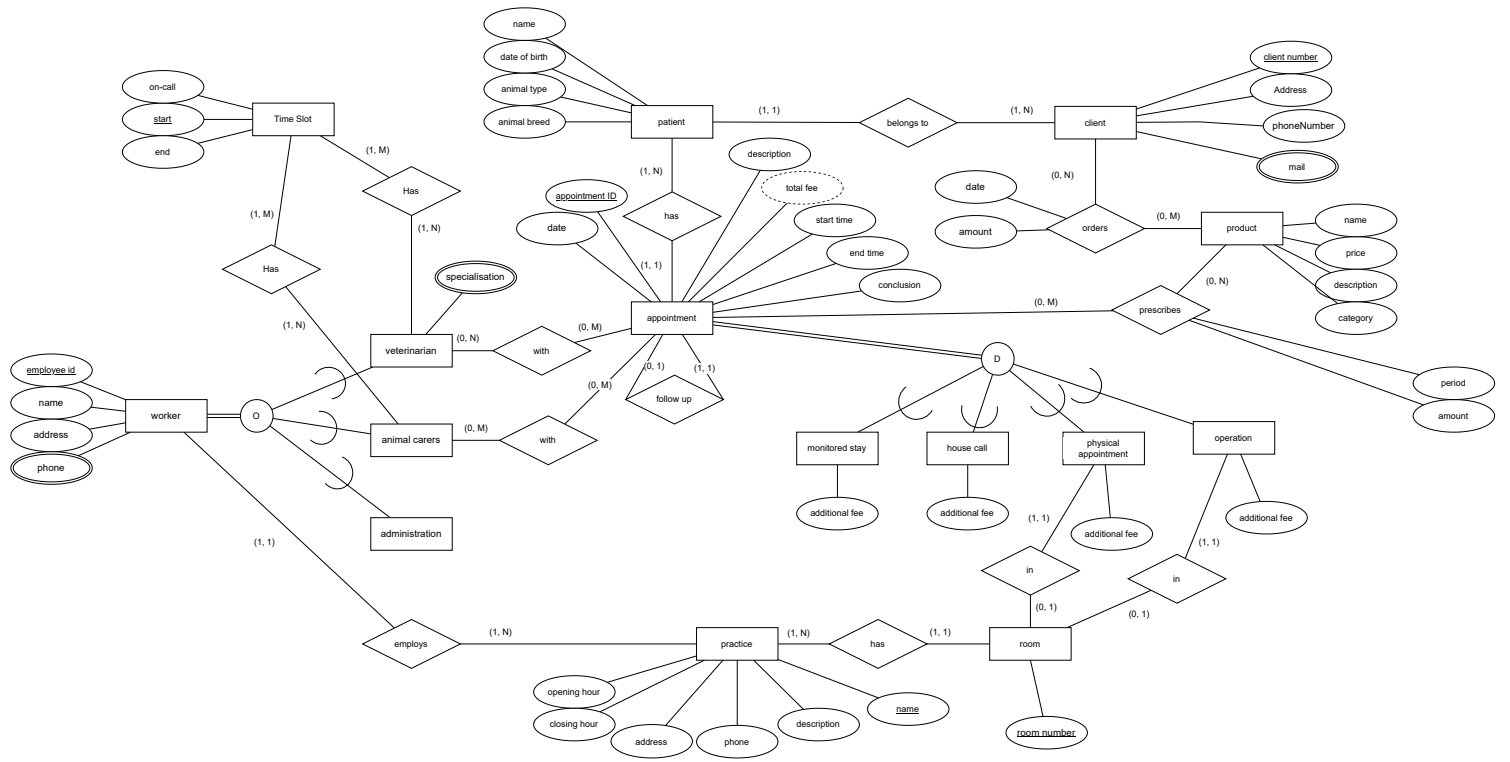 name
date of birth
animal type
animal breed
on-call
start
end
Time Slot
(1, M)
(1, M)
Has
(1, N)
Has
(1, N)
patient
(1, 1)
belongs to
(1, N)
client
client number
Address
phoneNumber
mail
(1, N)
has
(1, 1)
(0, N)
date
amount
orders
(0, M)
product
name
price
description
category
description
total fee
start time
end time
conclusion
appointment ID
date
appointment
specialisation
veterinarian
(0, N)
with
(0, M)
(0, M)
prescribes
(0, N)
period
amount
employee id
name
address
phone
worker
O
animal carers
(0, M)
with
(0, M)
(0, 1)
(1, 1)
follow up
administration
D
monitored stay
house call
physical
appointment
operation
additional fee
additional fee
additional fee
additional fee
(1, 1)
(1, 1)
in
in
(0, 1)
(0, 1)
(1, 1)
employs
(1, N)
practice
(1, N)
has
(1, 1)
room
opening hour
closing hour
address
phone
description
name
room number